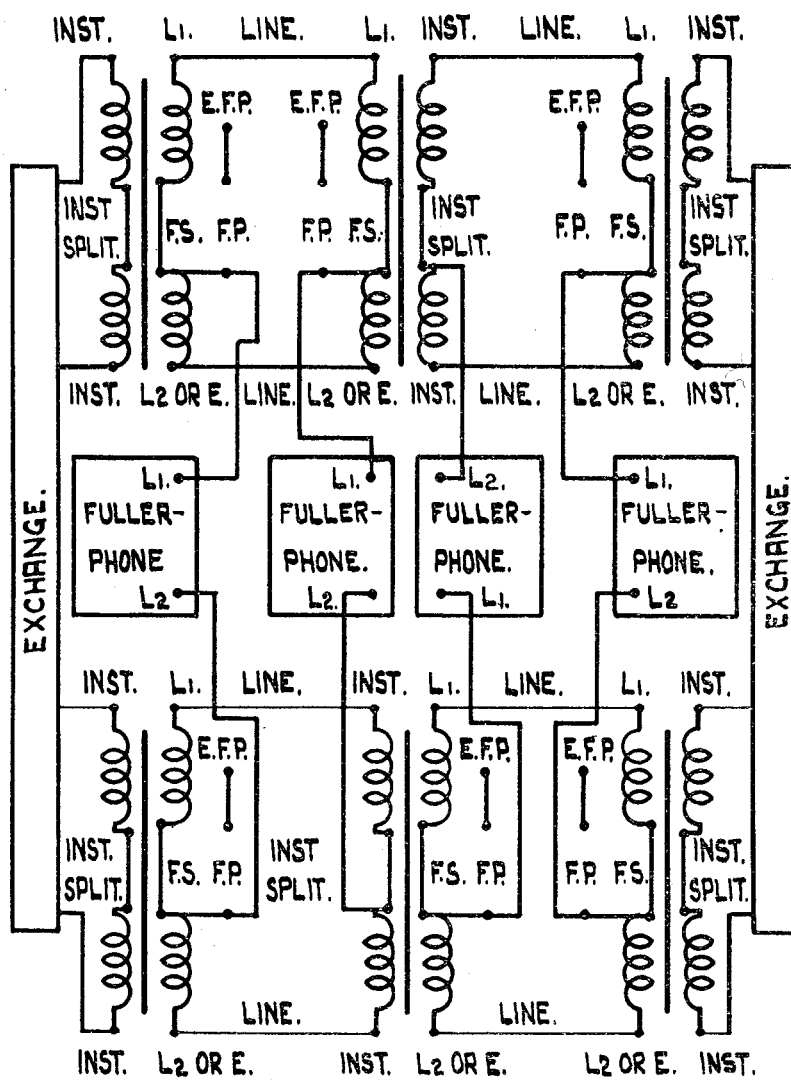 INST. L1. LINE. L1. INST. LINE. L1. INST.
E.F.P. E.F.P. E.F.P.
INST SPLIT. F.S. F.P. F.P. F.S. INST SPLIT. F.P. F.S. INST SPLIT.
INST. L2 OR E. LINE. L2 OR E. INST. LINE. L2 OR E. INST.
EXCHANGE.
L1. FULLER-PHONE L2
L1. FULLER-PHONE. L2.
L2. FULLER-PHONE. L1.
L1. FULLER-PHONE. L2
EXCHANGE.
INST. L1. LINE. INST. L1. LINE. L1. INST.
E.F.P. E.F.P. E.F.P.
INST. SPLIT. F.S. F.P. INST SPLIT. F.S. F.P. F.P. F.S. INST. SPLIT.
LINE. LINE.
INST. L2 OR E. INST. L2 OR E. L2 OR E. INST.